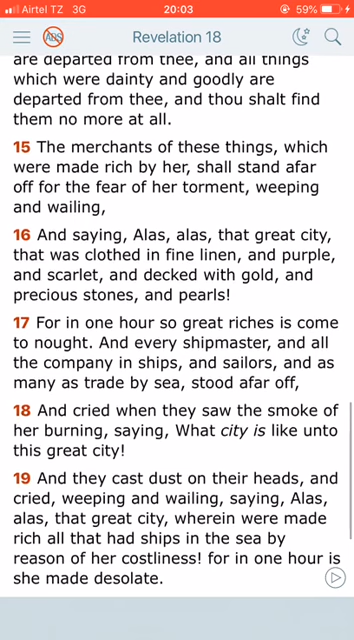 Airtel TZ 3G 20:03 59%
ADS Revelation 18
are departed from thee, and all things
which were dainty and goodly are
departed from thee, and thou shalt find
them no more at all.
15 The merchants of these things, which
were made rich by her, shall stand afar
off for the fear of her torment, weeping
and wailing,
16 And saying, Alas, alas, that great city,
that was clothed in fine linen, and purple,
and scarlet, and decked with gold, and
precious stones, and pearls!
17 For in one hour so great riches is come
to nought. And every shipmaster, and all
the company in ships, and sailors, and as
many as trade by sea, stood afar off,
18 And cried when they saw the smoke of
her burning, saying, What city is like unto
this great city!
19 And they cast dust on their heads, and
cried, weeping and wailing, saying, Alas,
alas, that great city, wherein were made
rich all that had ships in the sea by
reason of her costliness! for in one hour is
she made desolate.